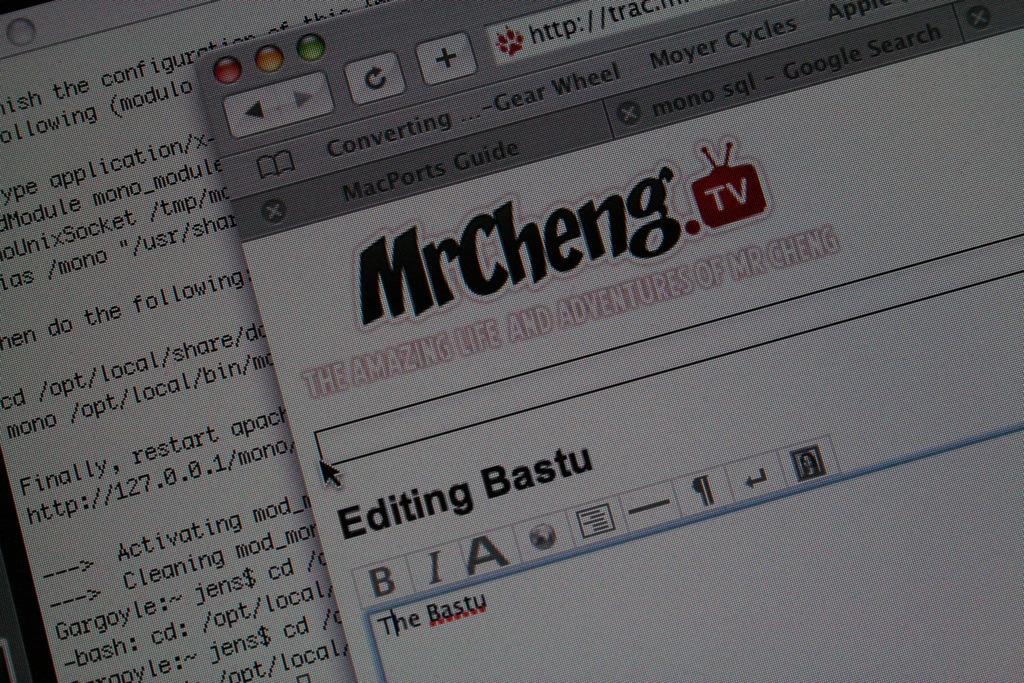 nish the configuration of this
ollowing (modulo
ype application/x-
dModule mono_module
oUnixSocket /tmp/mo
ias /mono "/usr/shar
hen do the following:
cd /opt/local/share/do
mono /opt/local/bin/mo
Finally, restart apach
http://127.0.0.1/mono/
---> Activating mod_m
---> Cleaning mod_mon
Gargoyle:~ jens$ cd /o
-bash: cd: /opt/local/
Gargoyle:~ jens$ cd /o
/opt/local/
http://trac.m
Converting ...-Gear Wheel
Moyer Cycles
Apple
MacPorts Guide
mono sql - Google Search
MrCheng.TV
THE AMAZING LIFE AND ADVENTURES OF MR CHENG
Editing Bastu
B I A
The Bastu